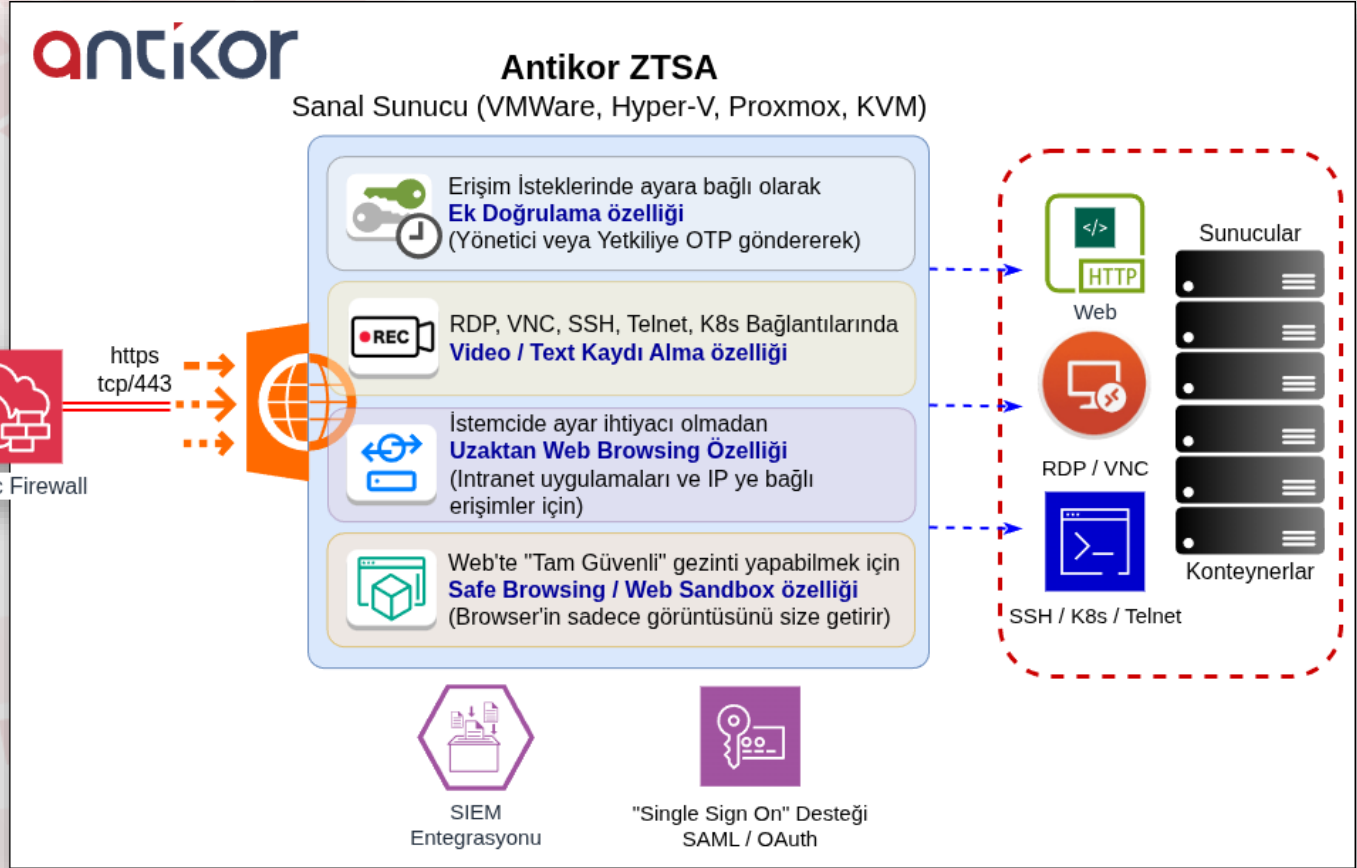 antikor
Antikor ZTSA
Sanal Sunucu (VMWare, Hyper-V, Proxmox, KVM)
Erişim İsteklerinde ayara bağlı olarak
Ek Doğrulama özelliği
(Yönetici veya Yetkiliye OTP göndererek)
REC
RDP, VNC, SSH, Telnet, K8s Bağlantılarında
Video / Text Kaydı Alma özelliği
İstemcide ayar ihtiyacı olmadan
Uzaktan Web Browsing Özelliği
(Intranet uygulamaları ve IP ye bağlı
erişimler için)
Web'te "Tam Güvenli" gezinti yapabilmek için
Safe Browsing / Web Sandbox özelliği
(Browser'in sadece görüntüsünü size getirir)
https
tcp/443
Firewall
</>
HTTP
Web
RDP / VNC
>_
SSH / K8s / Telnet
Sunucular
Konteynerlar
SIEM
Entegrasyonu
"Single Sign On" Desteği
SAML / OAuth